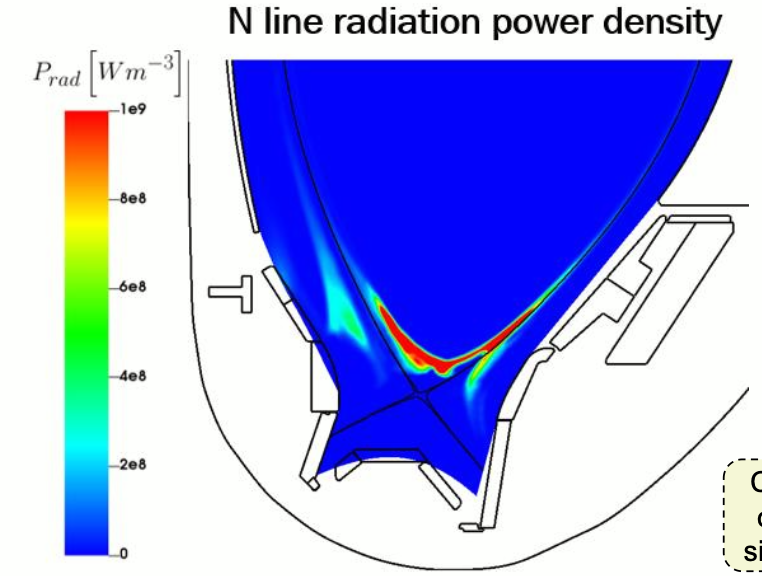 N line radiation power density
P_rad [Wm^-3]
1e9
8e8
6e8
4e8
2e8
0